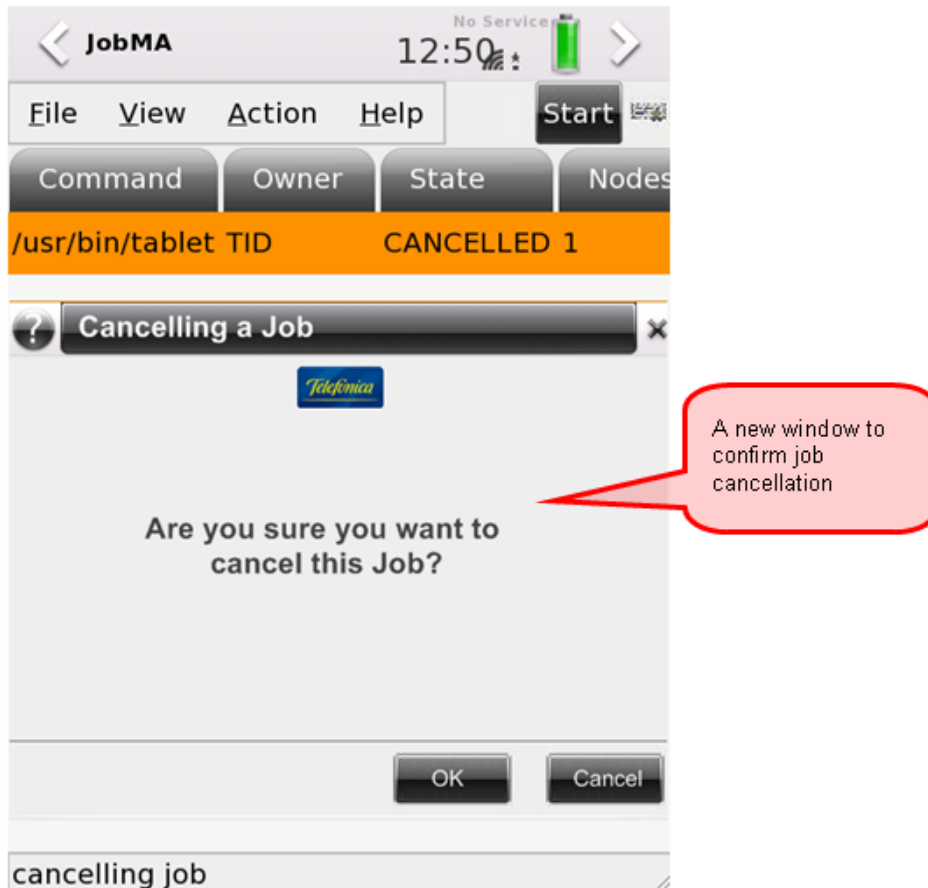 No Service
JobMA
12:50
File View Action Help
Start
Command Owner State Nodes
/usr/bin/tablet TID CANCELLED 1
? Cancelling a Job
Telefónica
A new window to
confirm job
cancellation
Are you sure you want to
cancel this Job?
OK Cancel
cancelling job